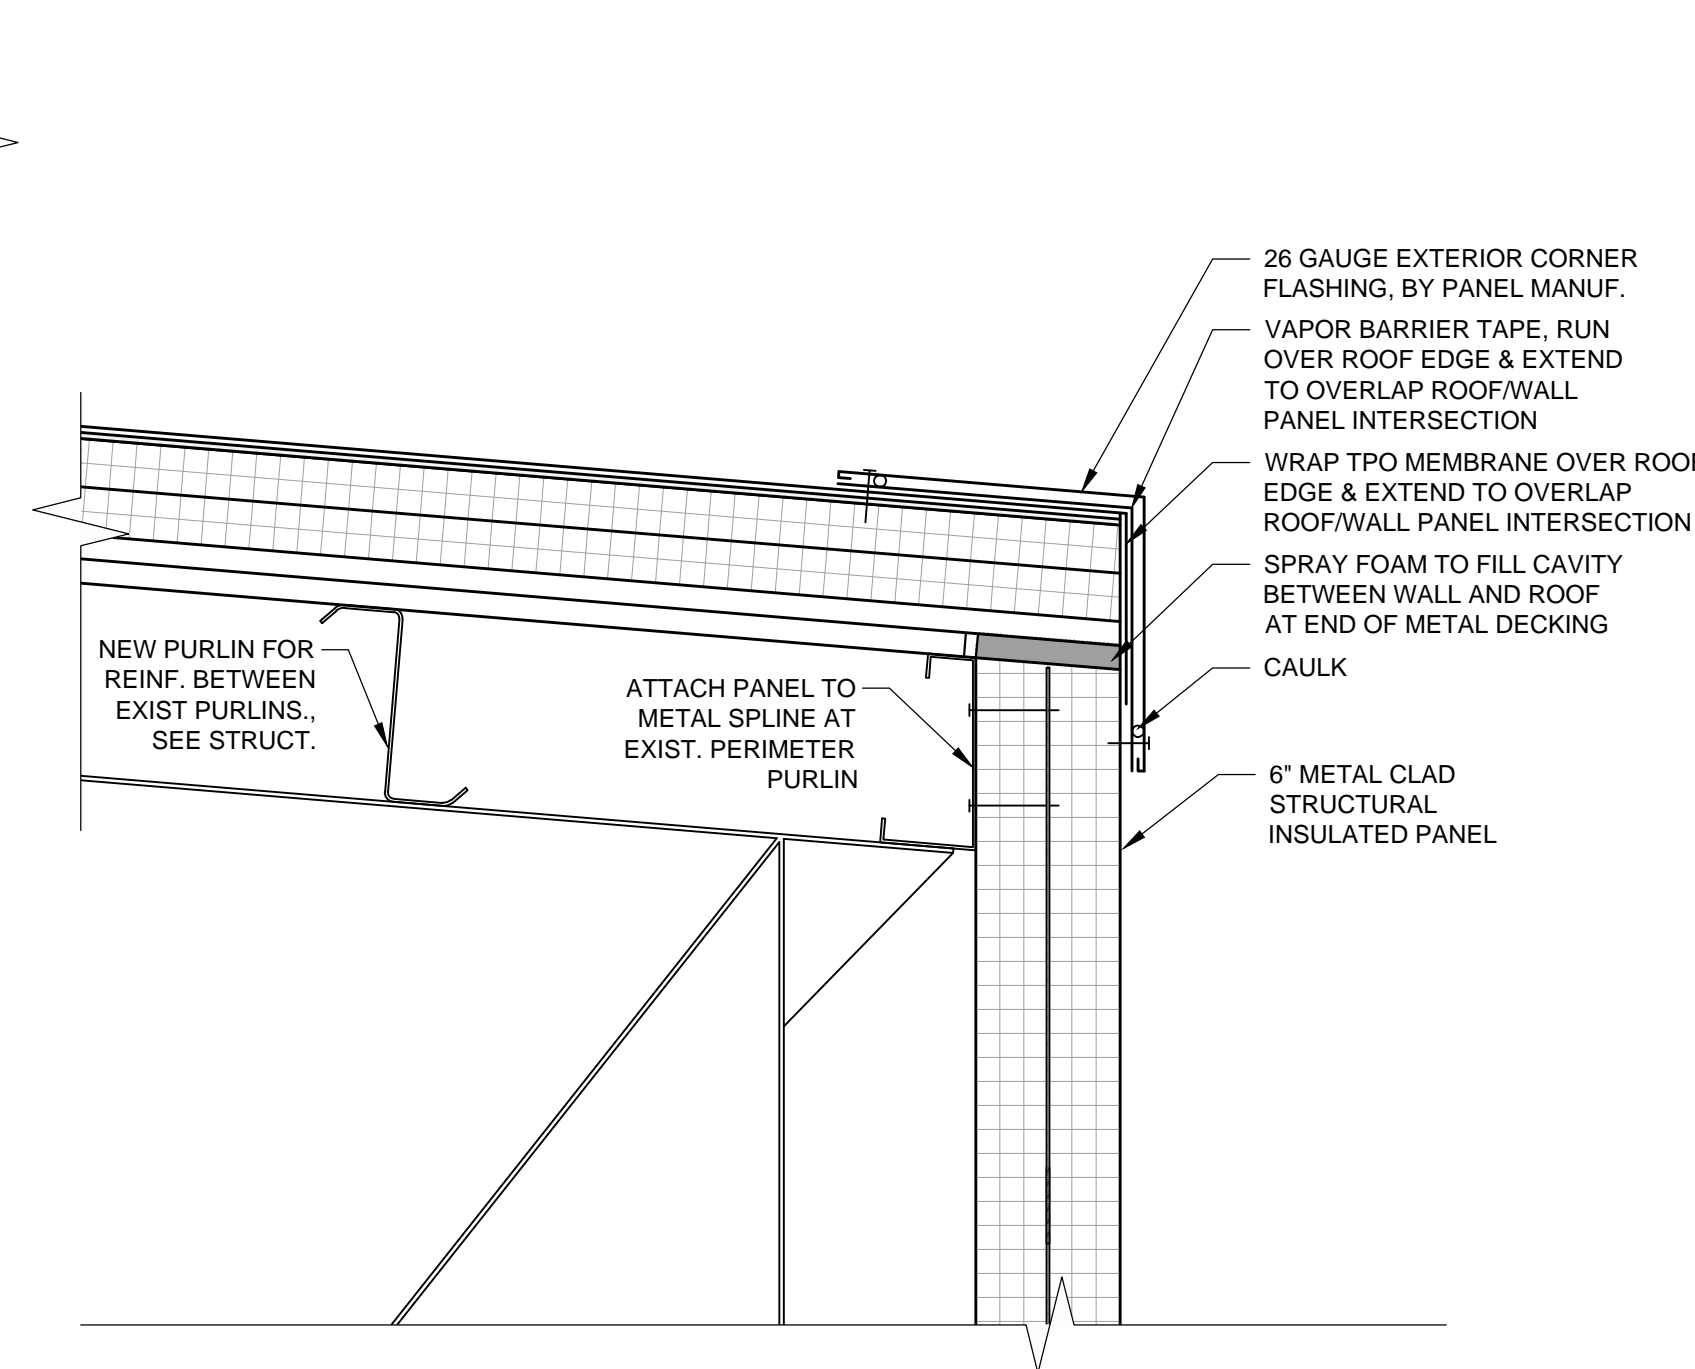 26 GAUGE EXTERIOR CORNER
FLASHING, BY PANEL MANUF.
VAPOR BARRIER TAPE, RUN
OVER ROOF EDGE & EXTEND
TO OVERLAP ROOF/WALL
PANEL INTERSECTION
WRAP TPO MEMBRANE OVER ROOF
EDGE & EXTEND TO OVERLAP
ROOF/WALL PANEL INTERSECTION
SPRAY FOAM TO FILL CAVITY
BETWEEN WALL AND ROOF
AT END OF METAL DECKING
CAULK
6" METAL CLAD
STRUCTURAL
INSULATED PANEL
NEW PURLIN FOR
REINF. BETWEEN
EXIST PURLINS.,
SEE STRUCT.
ATTACH PANEL TO
METAL SPLINE AT
EXIST. PERIMETER
PURLIN